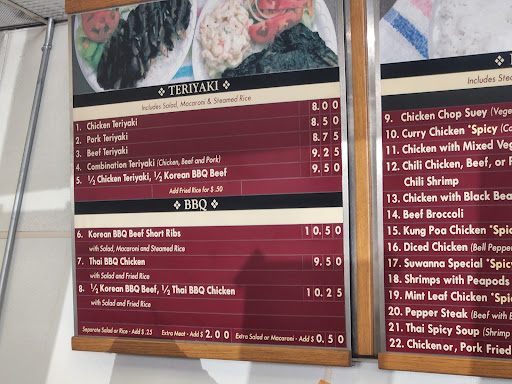 TERIYAKI
Includes Salad, Macaroni & Steamed Rice
1. Chicken Teriyaki 8.00
2. Pork Teriyaki 8.50
3. Beef Teriyaki 8.75
4. Combination Teriyaki (Chicken, Beef and Pork) 9.25
5. ½ Chicken Teriyaki, ½ Korean BBQ Beef 9.50
Add Fried Rice for $ .50
BBQ
6. Korean BBQ Beef Short Ribs 10.50
with Salad, Macaroni and Steamed Rice
7. Thai BBQ Chicken 9.50
with Salad and Fried Rice
8. ½ Korean BBQ Beef, ½ Thai BBQ Chicken 10.25
with Salad and Fried Rice
Separate Salad or Rice - Add $ .25 Extra Meat - Add $ 2.00 Extra Salad or Macaroni - Add $ 0.50
Includes
9. Chicken Chop Suey
10. Curry Chicken *Spicy
11. Chicken with Mixed
12. Chili Chicken, Beef, or
Chili Shrimp
13. Chicken with Black
14. Beef Broccoli
15. Kung Poa Chicken
16. Diced Chicken (Bell
17. Suwanna Special
18. Shrimps with Peapods
19. Mint Leaf Chicken
20. Pepper Steak (Beef with
21. Thai Spicy Soup (Shrimp
22. Chicken or, Pork Fried